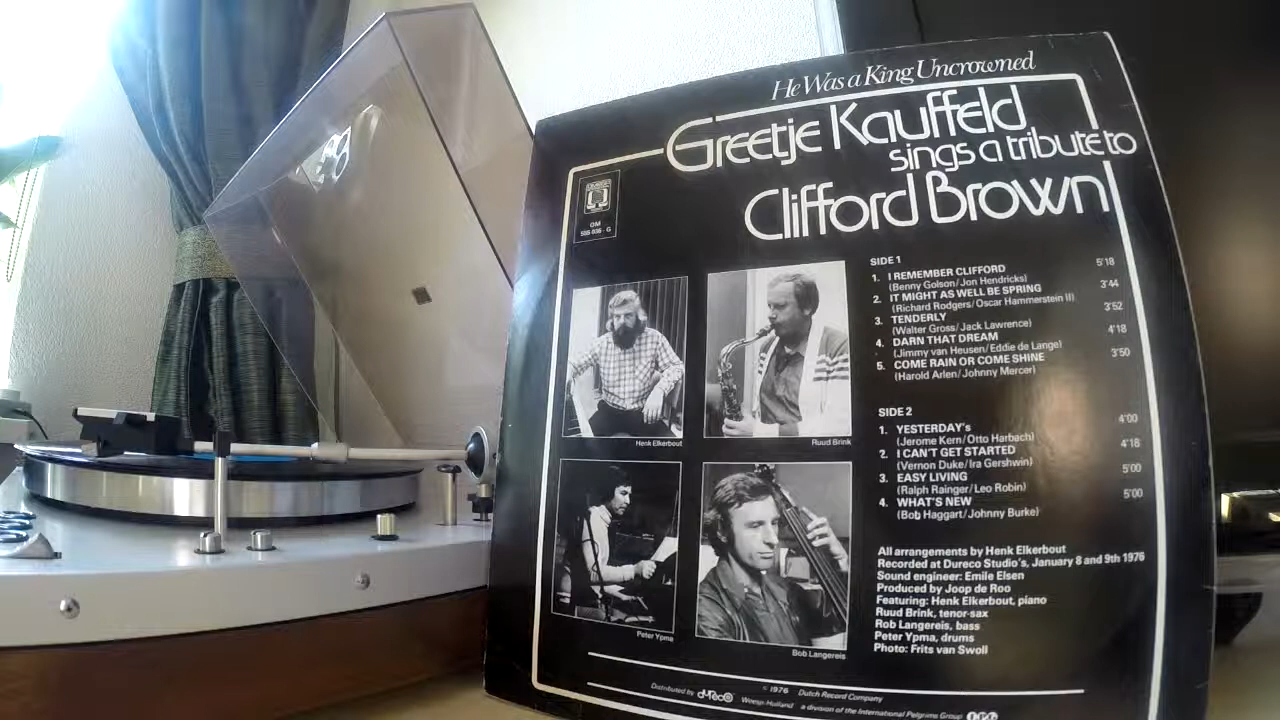 He Was a King Uncrowned
Greetje Kauffeld
sings a tribute to
Clifford Brown
OM
555 036 - G
SIDE 1
1. I REMEMBER CLIFFORD 5'18
(Benny Golson/Jon Hendricks)
2. IT MIGHT AS WELL BE SPRING 3'44
(Richard Rodgers/Oscar Hammerstein II)
3. TENDERLY 3'52
(Walter Gross/Jack Lawrence)
4. DARN THAT DREAM 4'18
(Jimmy van Heusen/Eddie de Lange)
5. COME RAIN OR COME SHINE 3'50
(Harold Arlen/Johnny Mercer)
SIDE 2
1. YESTERDAY's 4'00
(Jerome Kern/Otto Harbach)
2. I CAN'T GET STARTED 4'18
(Vernon Duke/Ira Gershwin)
3. EASY LIVING 5'00
(Ralph Rainger/Leo Robin)
4. WHAT'S NEW 5'00
(Bob Haggart/Johnny Burke)
Henk Elkerbout
Ruud Brink
Peter Ypma
Bob Langereis
All arrangements by Henk Elkerbout
Recorded at Dureco Studio's, January 8 and 9th 1976
Sound engineer: Emile Elsen
Produced by Joop de Roo
Featuring: Henk Elkerbout, piano
Ruud Brink, tenor-sax
Rob Langereis, bass
Peter Ypma, drums
Photo: Frits van Swoll
© 1976 Dutch Record Company
Distributed by dureco Weesp-Holland a division of the International Pelgrims Group